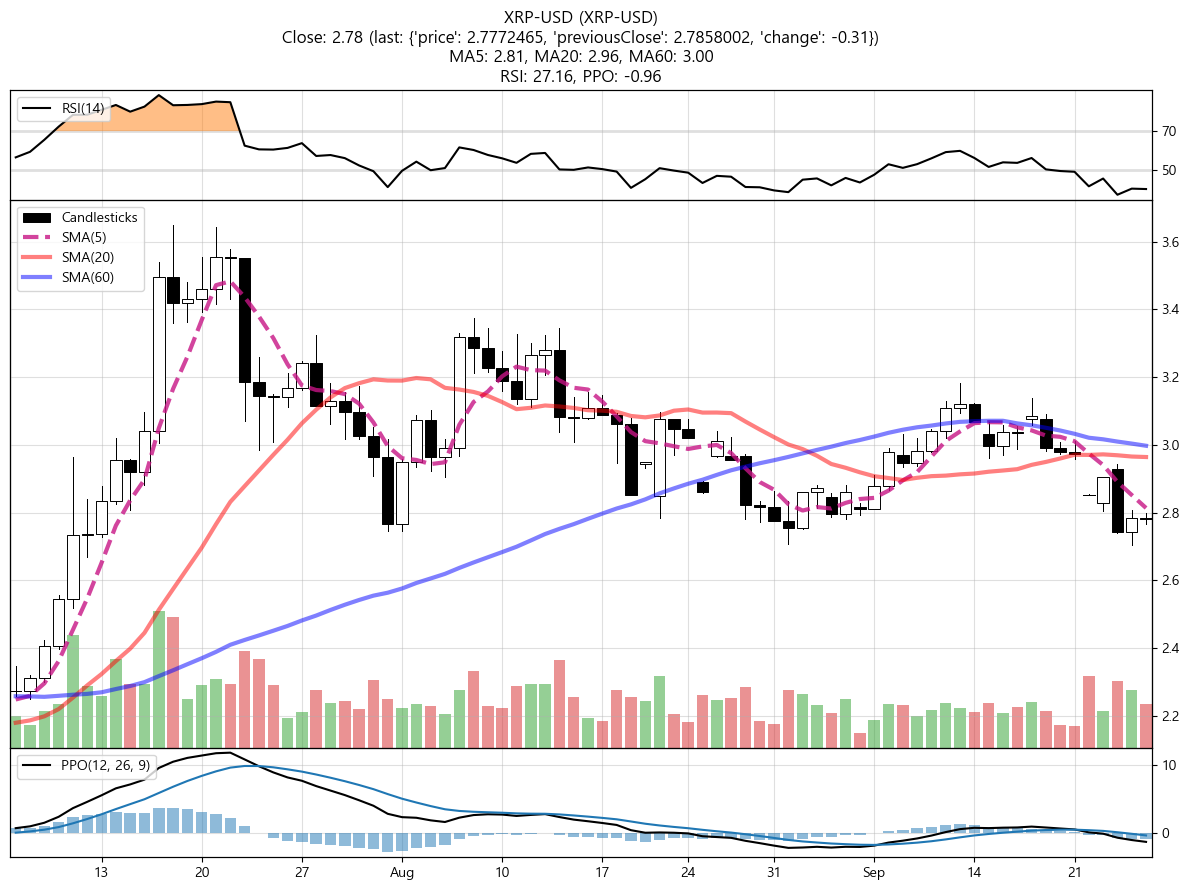 XRP-USD (XRP-USD)
Close: 2.78 (last: {'price': 2.7772465, 'previousClose': 2.7858002, 'change': -0.31})
MA5: 2.81, MA20: 2.96, MA60: 3.00
RSI: 27.16, PPO: -0.96
RSI(14)
70
50
Candlesticks
SMA(5)
SMA(20)
SMA(60)
3.6
3.4
3.2
3.0
2.8
2.6
2.4
2.2
PPO(12, 26, 9)
10
0
13 20 27 Aug 10 17 24 31 Sep 14 21